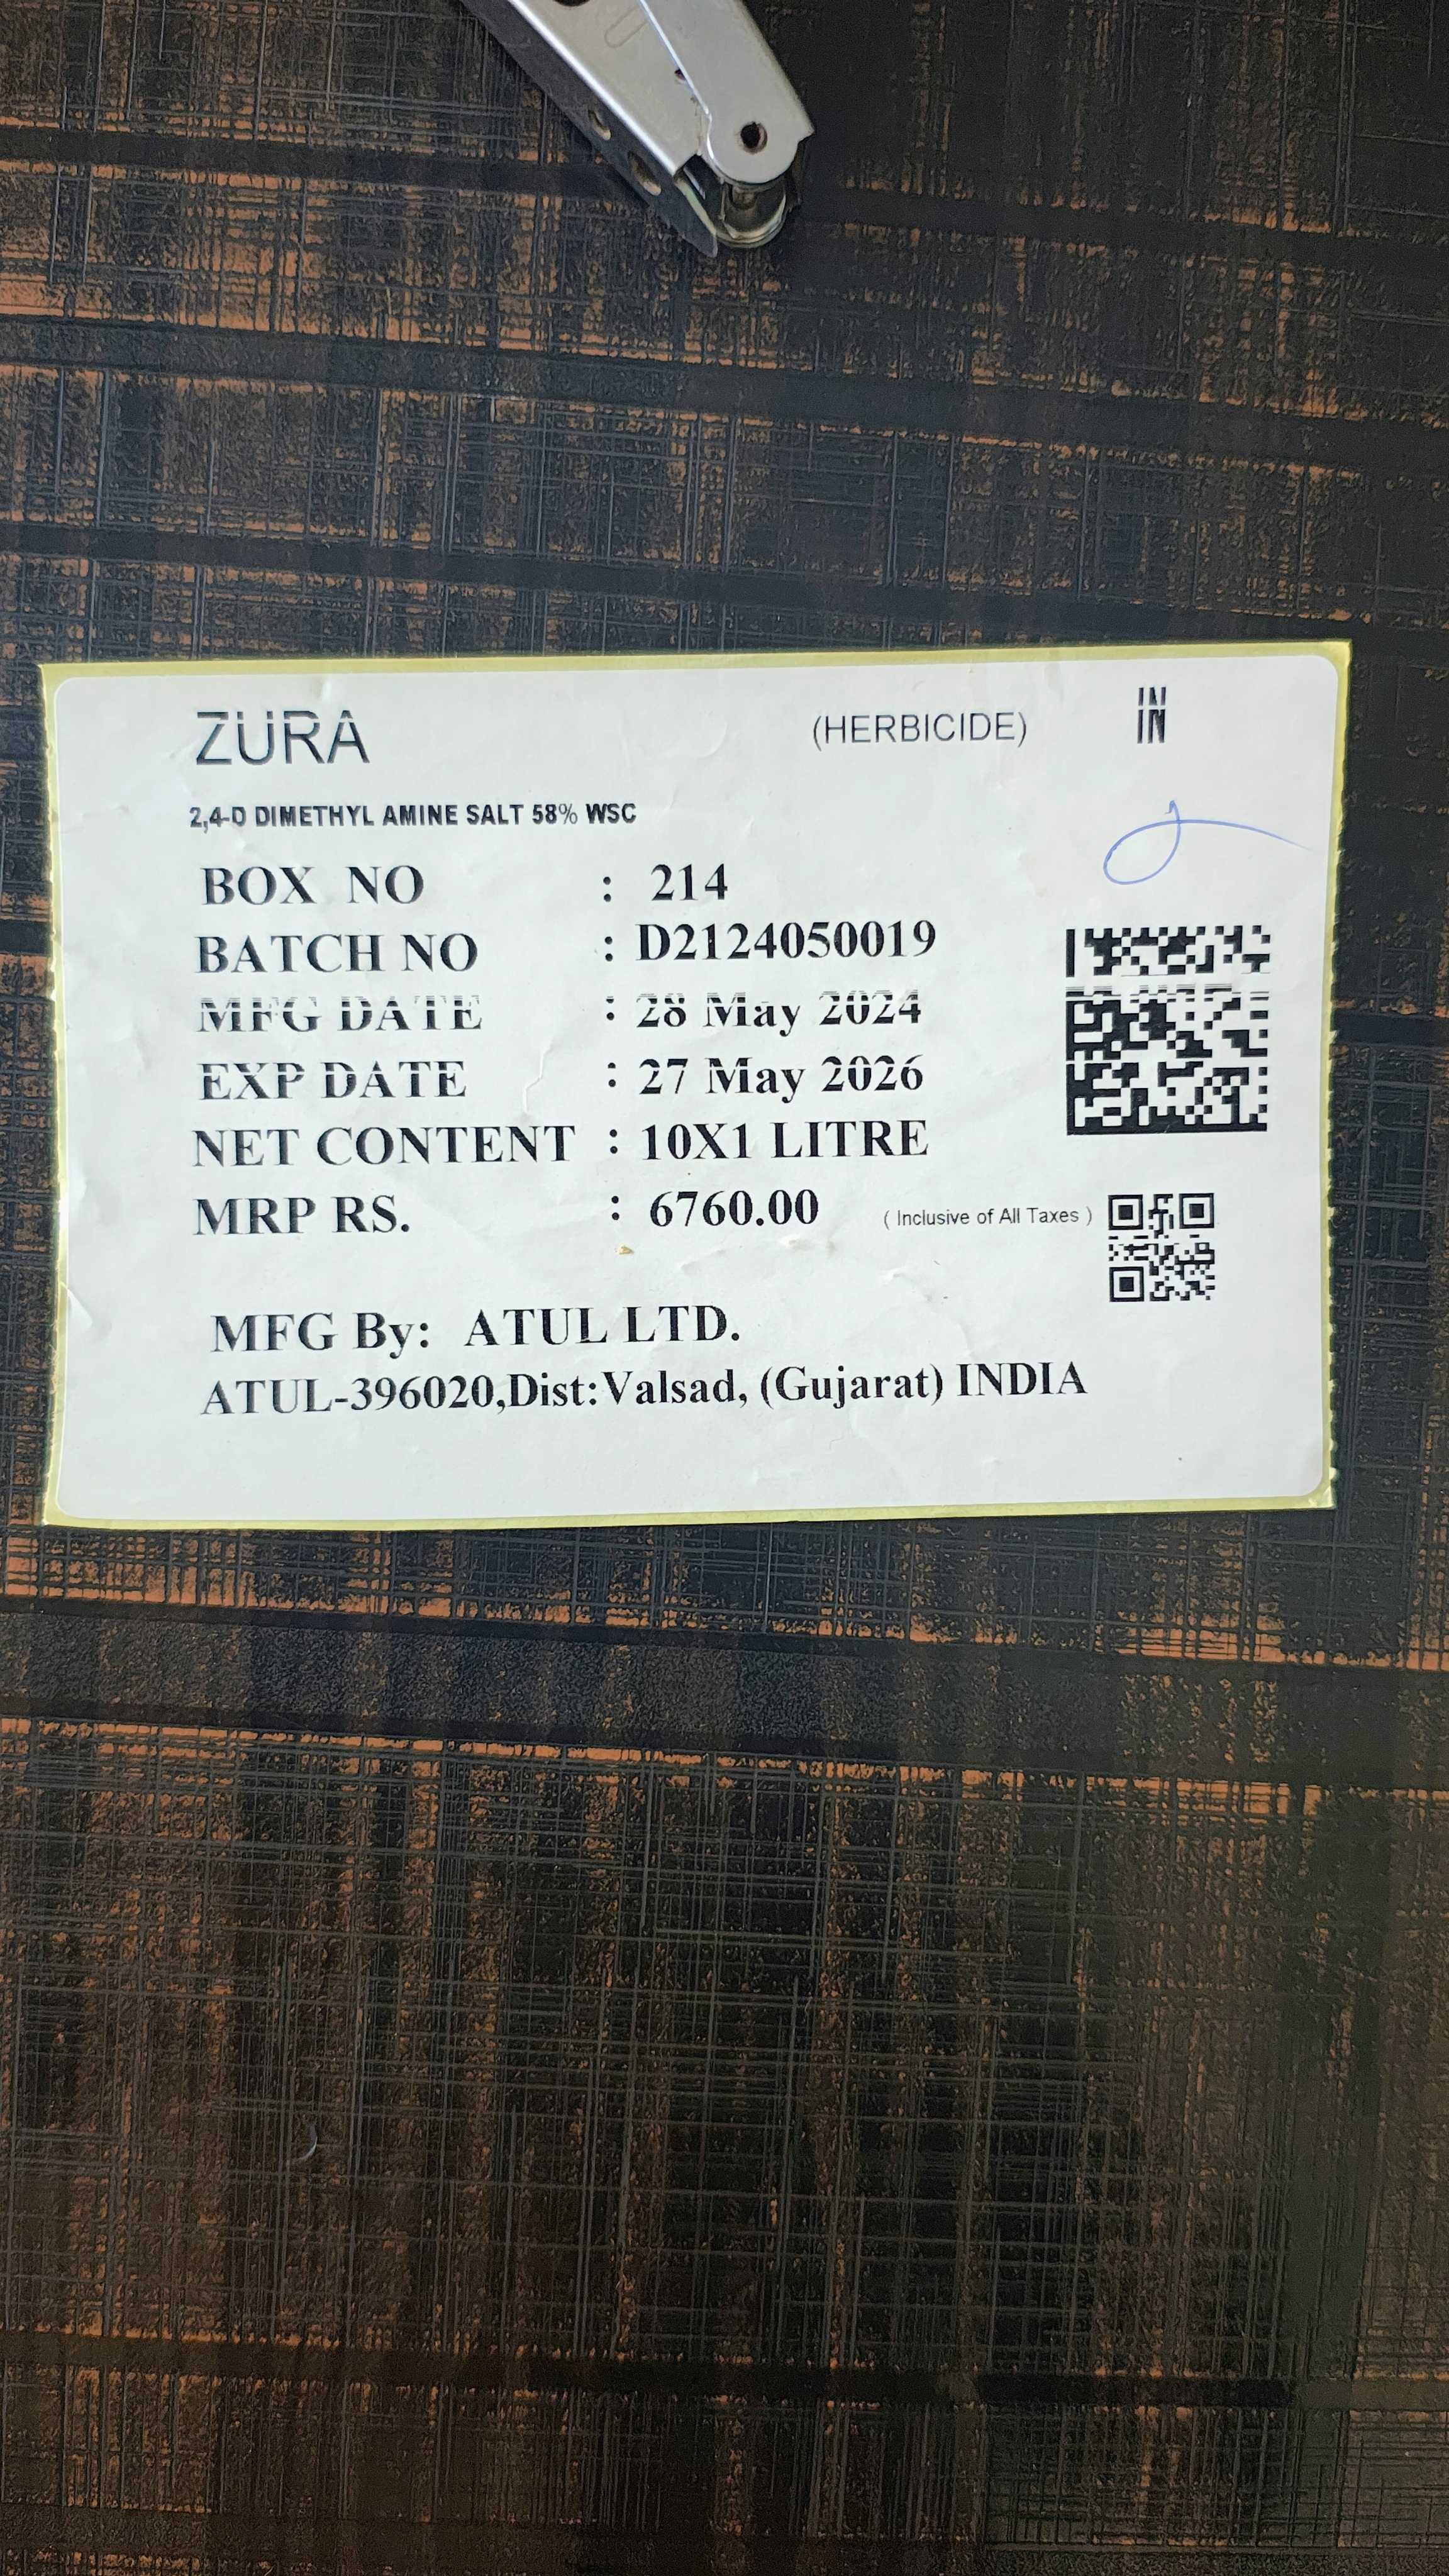 ZURA (HERBICIDE) IN
2,4-D DIMETHYL AMINE SALT 58% WSC
BOX NO : 214
BATCH NO : D2124050019
MFG DATE : 28 May 2024
EXP DATE : 27 May 2026
NET CONTENT : 10X1 LITRE
MRP RS. : 6760.00 ( Inclusive of All Taxes )
MFG By: ATUL LTD.
ATUL-396020,Dist:Valsad, (Gujarat) INDIA